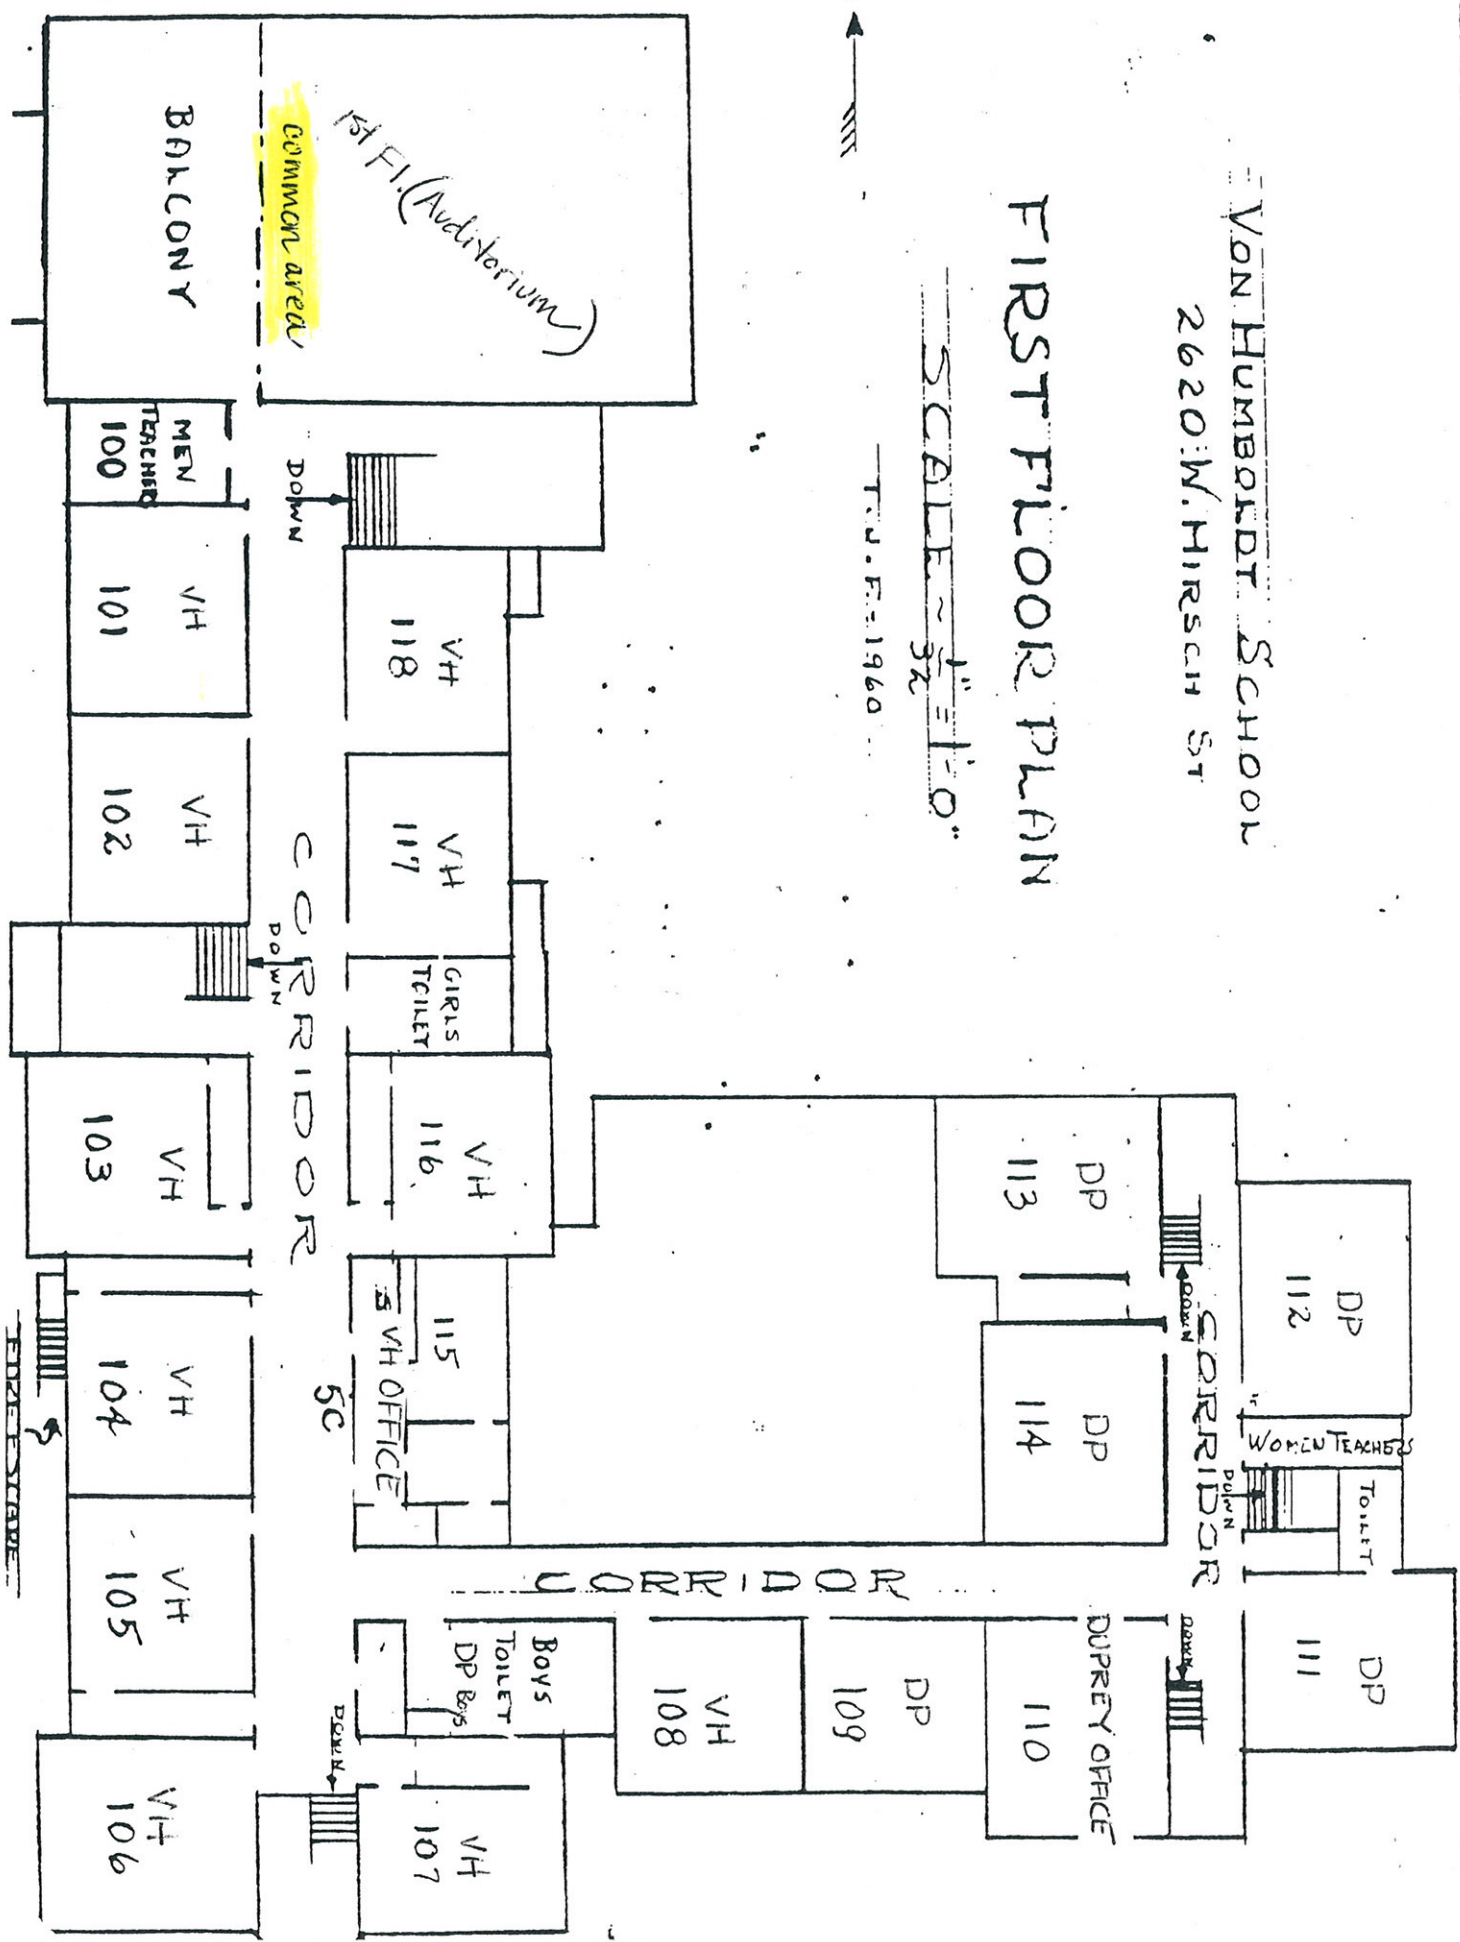 VON HUMBOLDT SCHOOL
2620 W. HIRSCH ST
FIRST FLOOR PLAN
SCALE ~ 1/32" = 1'-0"
T.N.F. - 1960
1st Fl. (Auditorium)
common area
BALCONY
MEN
TEACHERS
100
DOWN
VH
101
VH
102
VH
118
VH
117
GIRLS
TOILET
DOWN
CORRIDOR
VH
103
VH
116
115
VH OFFICE
5C
VH
104
FIRE ESCAPE
VH
105
VH
106
DOWN
VH
107
BOYS
TOILET
DP Boys
CORRIDOR
VH
108
DP
109
DUPREY OFFICE
110
DOWN
DP
111
TOILET
WOMEN TEACHERS
DOWN
CORRIDOR
DOWN
DP
112
DP
113
DP
114